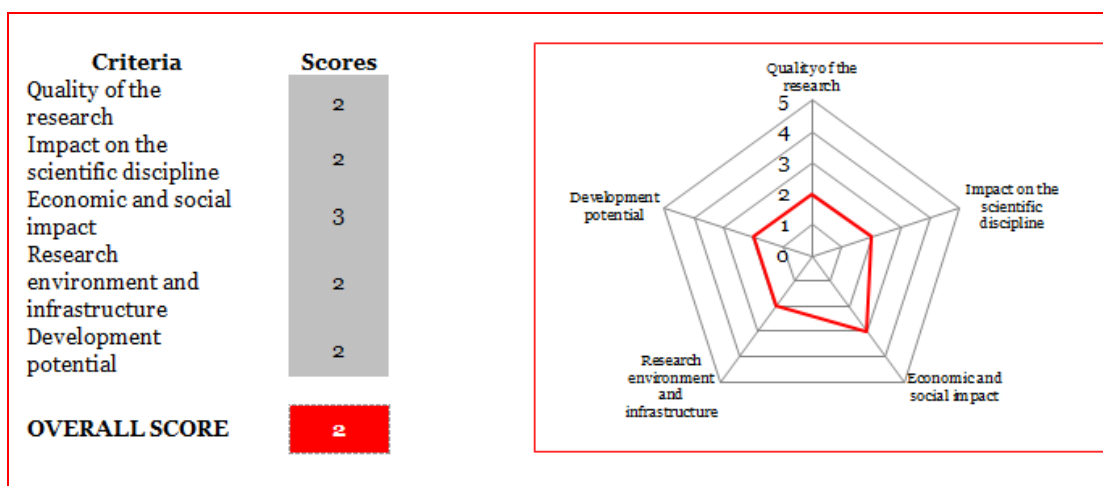 Criteria Scores
Quality of the
research
2
Impact on the
scientific discipline
2
Economic and social
impact
3
Research
environment and
infrastructure
2
Development
potential
2
OVERALL SCORE 2
Quality of the
research
5
4
3
2
1
0
Impact on the
scientific
discipline
Economic and
social impact
Research
environment
and
infrastructure
Development
potential